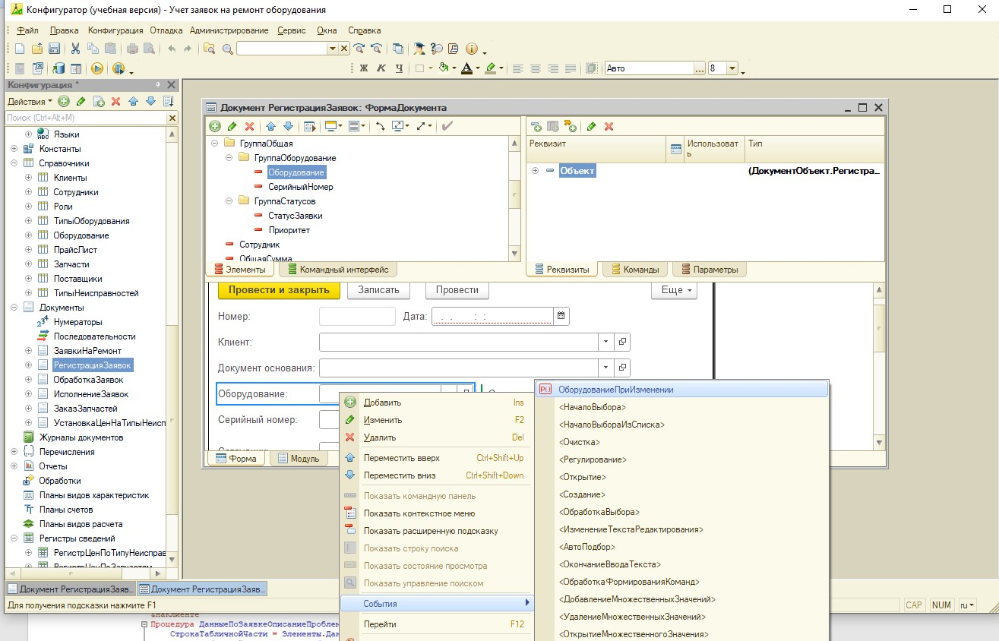 Конфигуратор (учебная версия) - Учет заявок на ремонт оборудования
Файл Правка Конфигурация Отладка Администрирование Сервис Окна Справка
Ж К Ч А Авто ... 8
Конфигурация *
Действия
Поиск (Ctrl+Alt+M)
Языки
Константы
Справочники
Клиенты
Сотрудники
Роли
ТипыОборудования
Оборудование
ПрайсЛист
Запчасти
Поставщики
ТипыНеисправностей
Документы
Нумераторы
Последовательности
ЗаявкиНаРемонт
РегистрацияЗаявок
ОбработкаЗаявок
ИсполнениеЗаявок
ЗаказЗапчастей
УстановкаЦенНаТипыНеисп
Журналы документов
Перечисления
Отчеты
Обработки
Планы видов характеристик
Планы счетов
Планы видов расчета
Регистры сведений
РегистрЦенПоТипуНеисправ
РегистрЦенПоЗапчастям
Документ РегистрацияЗаявок: ФормаДокумента
ГруппаОбщая
ГруппаОборудование
Оборудование
СерийныйНомер
ГруппаСтатусов
СтатусЗаявки
Приоритет
Сотрудник
ОбщаяСумма
Элементы Командный интерфейс
Реквизит Использовать Тип
Объект (ДокументОбъект.Регистра...
Реквизиты Команды Параметры
Провести и закрыть Записать Провести Еще
Номер: Дата: . . : :
Клиент:
Документ основания:
Оборудование:
Серийный номер:
Форма Модуль
Добавить Ins
Изменить F2
Удалить Del
Переместить вверх Ctrl+Shift+Up
Переместить вниз Ctrl+Shift+Down
Показать командную панель
Показать контекстное меню
Показать расширенную подсказку
Показать строку поиска
Показать состояние просмотра
Показать управление поиском
События
Перейти F12
ОборудованиеПриИзменении
<НачалоВыбора>
<НачалоВыбораИзСписка>
<Очистка>
<Регулирование>
<Открытие>
<Создание>
<ОбработкаВыбора>
<ИзменениеТекстаРедактирования>
<АвтоПодбор>
<ОкончаниеВводаТекста>
<ОбработкаФормированияКоманд>
<ДобавлениеМножественныхЗначений>
<УдалениеМножественныхЗначений>
<ОткрытиеМножественногоЗначения>
Документ РегистрацияЗаяв... Документ РегистрацияЗаяв...
Для получения подсказки нажмите F1 CAP NUM ru
&НаКлиенте
Процедура ДанныеПоЗаявкеОписаниеПробле
СтрокаТабличнойЧасти = Элементы.Дан